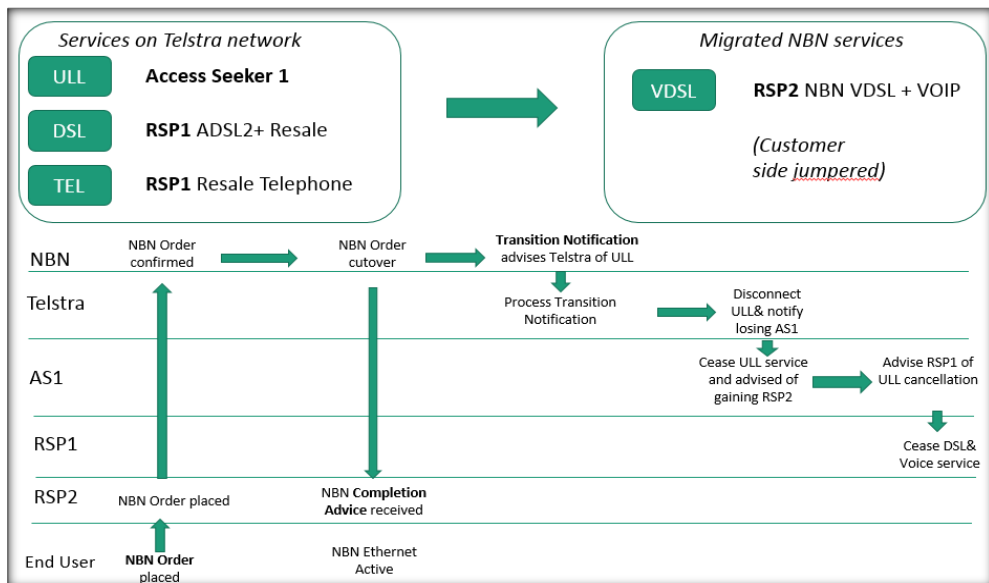 Services on Telstra network
ULL
Access Seeker 1
DSL
RSP1 ADSL2+ Resale
TEL
RSP1 Resale Telephone
Migrated NBN services
VDSL
RSP2 NBN VDSL + VOIP
(Customer
side jumpered)
NBN
NBN Order
confirmed
NBN Order
cutover
Transition Notification
advises Telstra of ULL
Telstra
Process Transition
Notification
Disconnect
ULL& notify
losing AS1
AS1
Cease ULL service
and advised of
gaining RSP2
Advise RSP1 of
ULL cancellation
RSP1
Cease DSL&
Voice service
RSP2
NBN Order placed
NBN Completion
Advice received
End User
NBN Order
placed
NBN Ethernet
Active